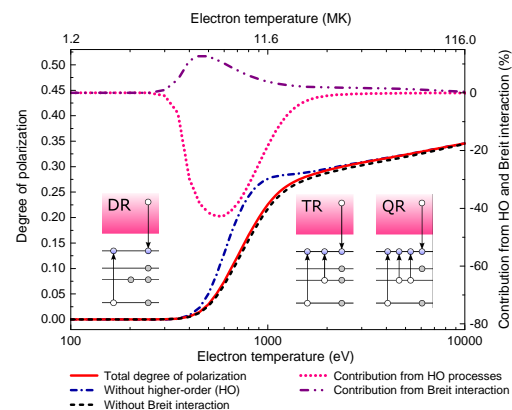 Electron temperature (MK)
1.2 11.6 116.0
Degree of polarization
0.50
0.45
0.40
0.35
0.30
0.25
0.20
0.15
0.10
0.05
0.00
Contribution from HO and Breit interaction (%)
0
-20
-40
-60
-80
DR
TR
QR
100 1000 10000
Electron temperature (eV)
Total degree of polarization
Without higher-order (HO)
Without Breit interaction
Contribution from HO processes
Contribution from Breit interaction